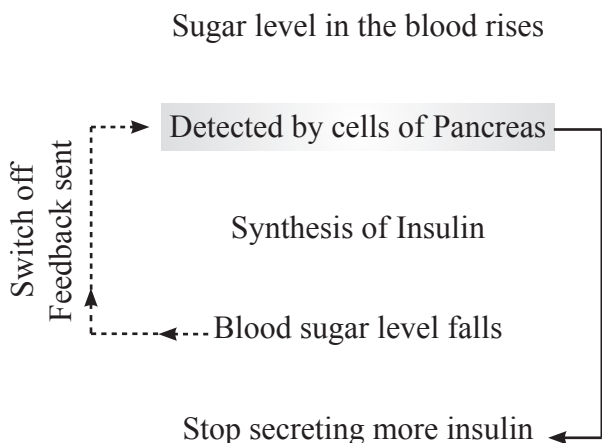 Sugar level in the blood rises
Detected by cells of Pancreas
Switch off
Feedback sent
Synthesis of Insulin
Blood sugar level falls
Stop secreting more insulin